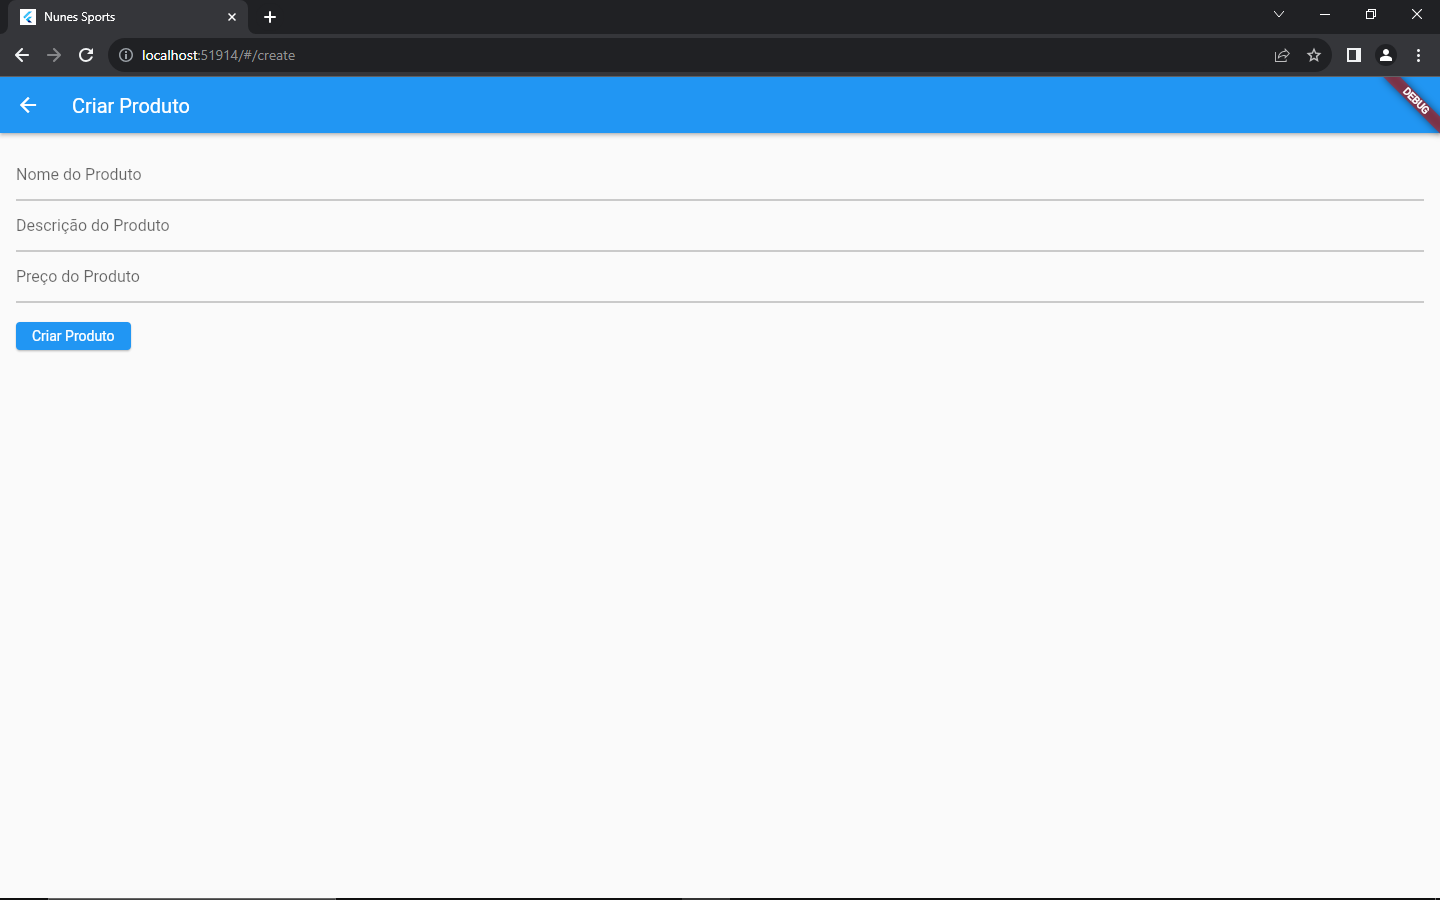 Nunes Sports
localhost:51914/#/create
Criar Produto
DEBUG
Nome do Produto
Descrição do Produto
Preço do Produto
Criar Produto